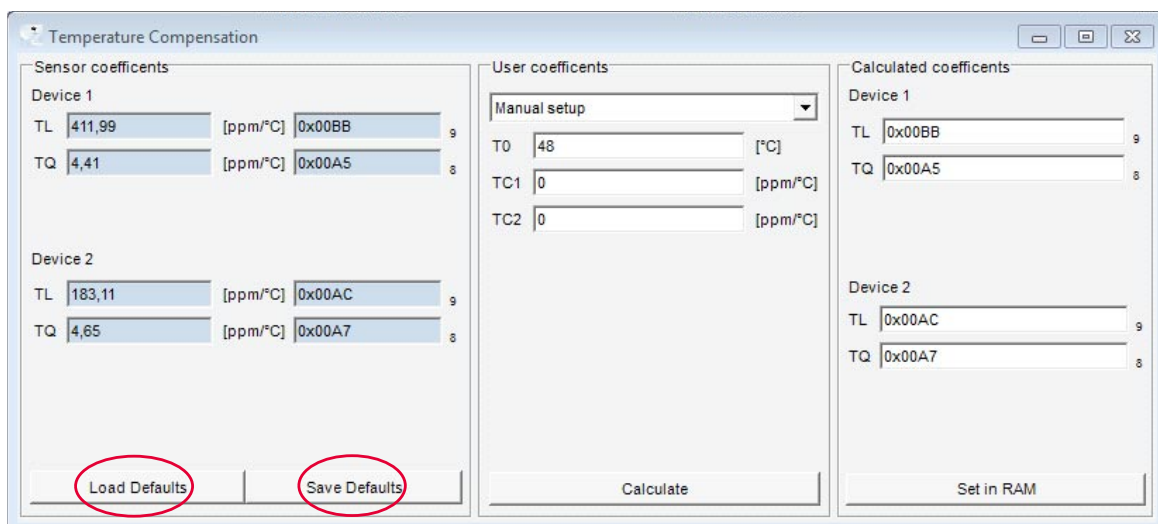 Temperature Compensation
Sensor coefficents
Device 1
TL 411,99 [ppm/°C] 0x00BB 9
TQ 4,41 [ppm/°C] 0x00A5 8
Device 2
TL 183,11 [ppm/°C] 0x00AC 9
TQ 4,65 [ppm/°C] 0x00A7 8
Load Defaults Save Defaults
User coefficents
Manual setup
T0 48 [°C]
TC1 0 [ppm/°C]
TC2 0 [ppm/°C]
Calculate
Calculated coefficents
Device 1
TL 0x00BB 9
TQ 0x00A5 8
Device 2
TL 0x00AC 9
TQ 0x00A7 8
Set in RAM